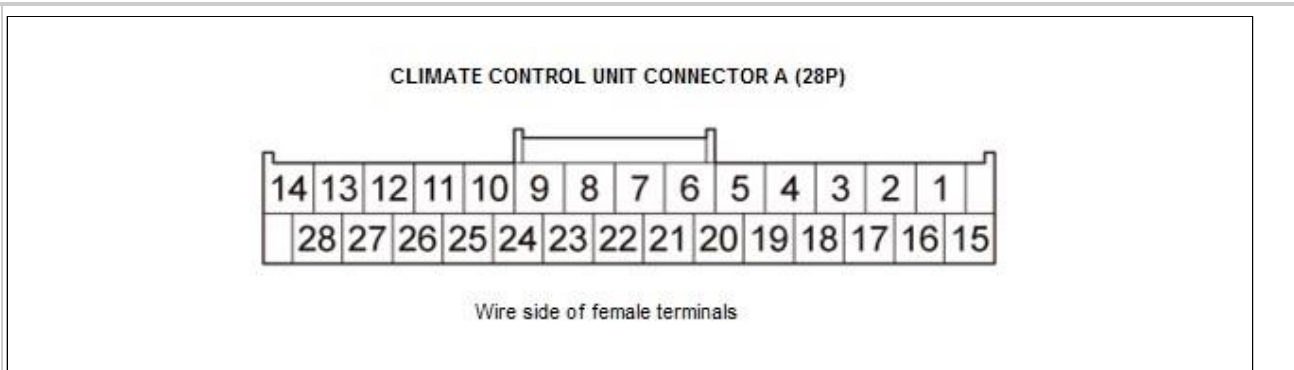 CLIMATE CONTROL UNIT CONNECTOR A (28P)
14 13 12 11 10 9 8 7 6 5 4 3 2 1
28 27 26 25 24 23 22 21 20 19 18 17 16 15
Wire side of female terminals